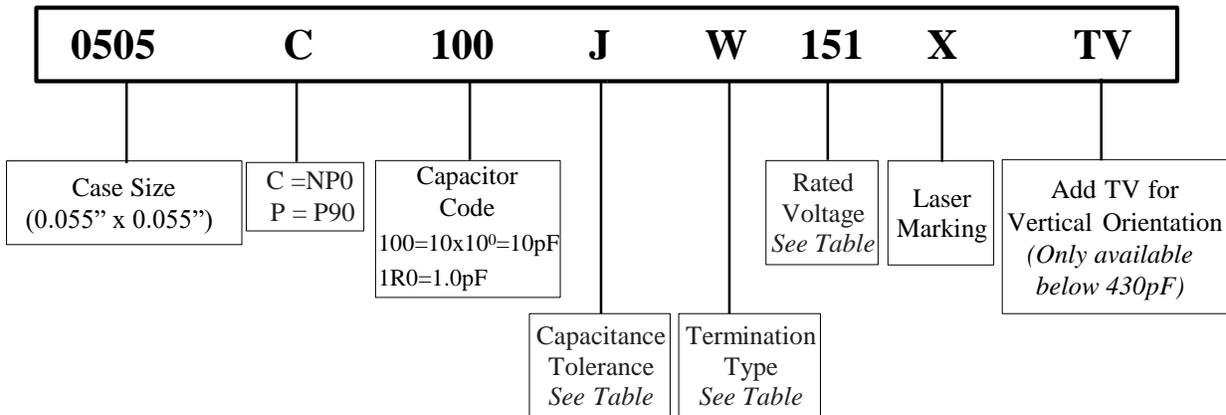 0505 C 100 J W 151 X TV
Case Size
(0.055” x 0.055”)
C =NP0
P = P90
Capacitor
Code
100=10x10⁰=10pF
1R0=1.0pF
Capacitance
Tolerance
See Table
Termination
Type
See Table
Rated
Voltage
See Table
Laser
Marking
Add TV for
Vertical Orientation
(Only available
below 430pF)